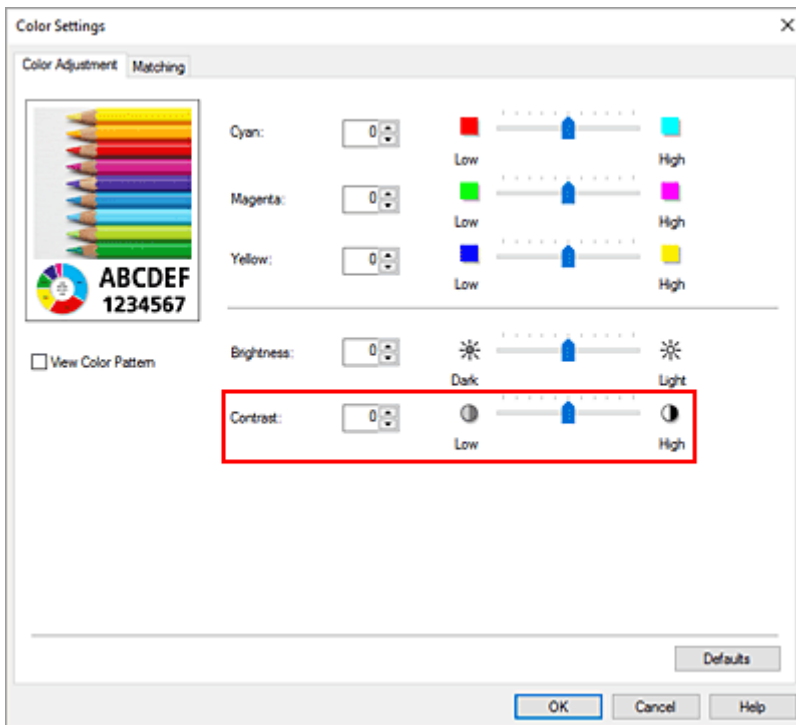 Color Settings
Color Adjustment Matching
Cyan: 0
Low High
Magenta: 0
Low High
Yellow: 0
Low High
ABCDEF
1234567
View Color Pattern
Brightness: 0
Dark Light
Contrast: 0
Low High
Defaults
OK Cancel Help